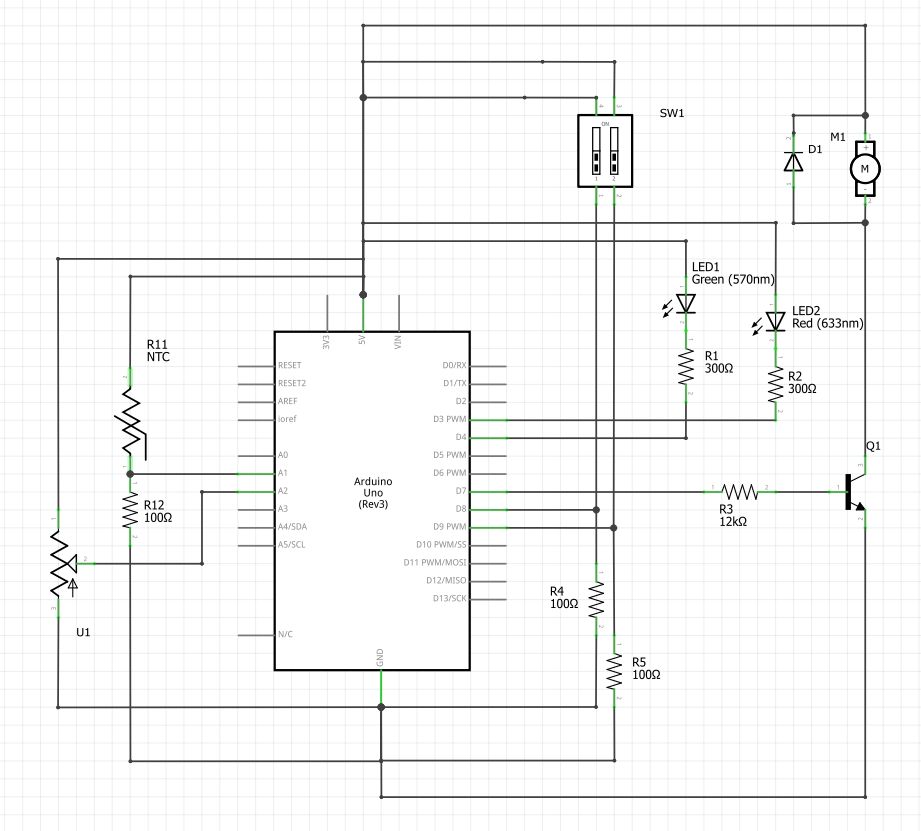 SW1
ON
1 2
M1
D1
+
M
-
LED1
Green (570nm)
LED2
Red (633nm)
R11
NTC
R1
300Ω
R2
300Ω
3V3
5V
VIN
RESET
RESET2
AREF
ioref
A0
A1
A2
A3
A4/SDA
A5/SCL
N/C
Arduino
Uno
(Rev3)
D0/RX
D1/TX
D2
D3 PWM
D4
D5 PWM
D6 PWM
D7
D8
D9 PWM
D10 PWM/SS
D11 PWM/MOSI
D12/MISO
D13/SCK
GND
Q1
R3
12kΩ
R12
100Ω
U1
R4
100Ω
R5
100Ω